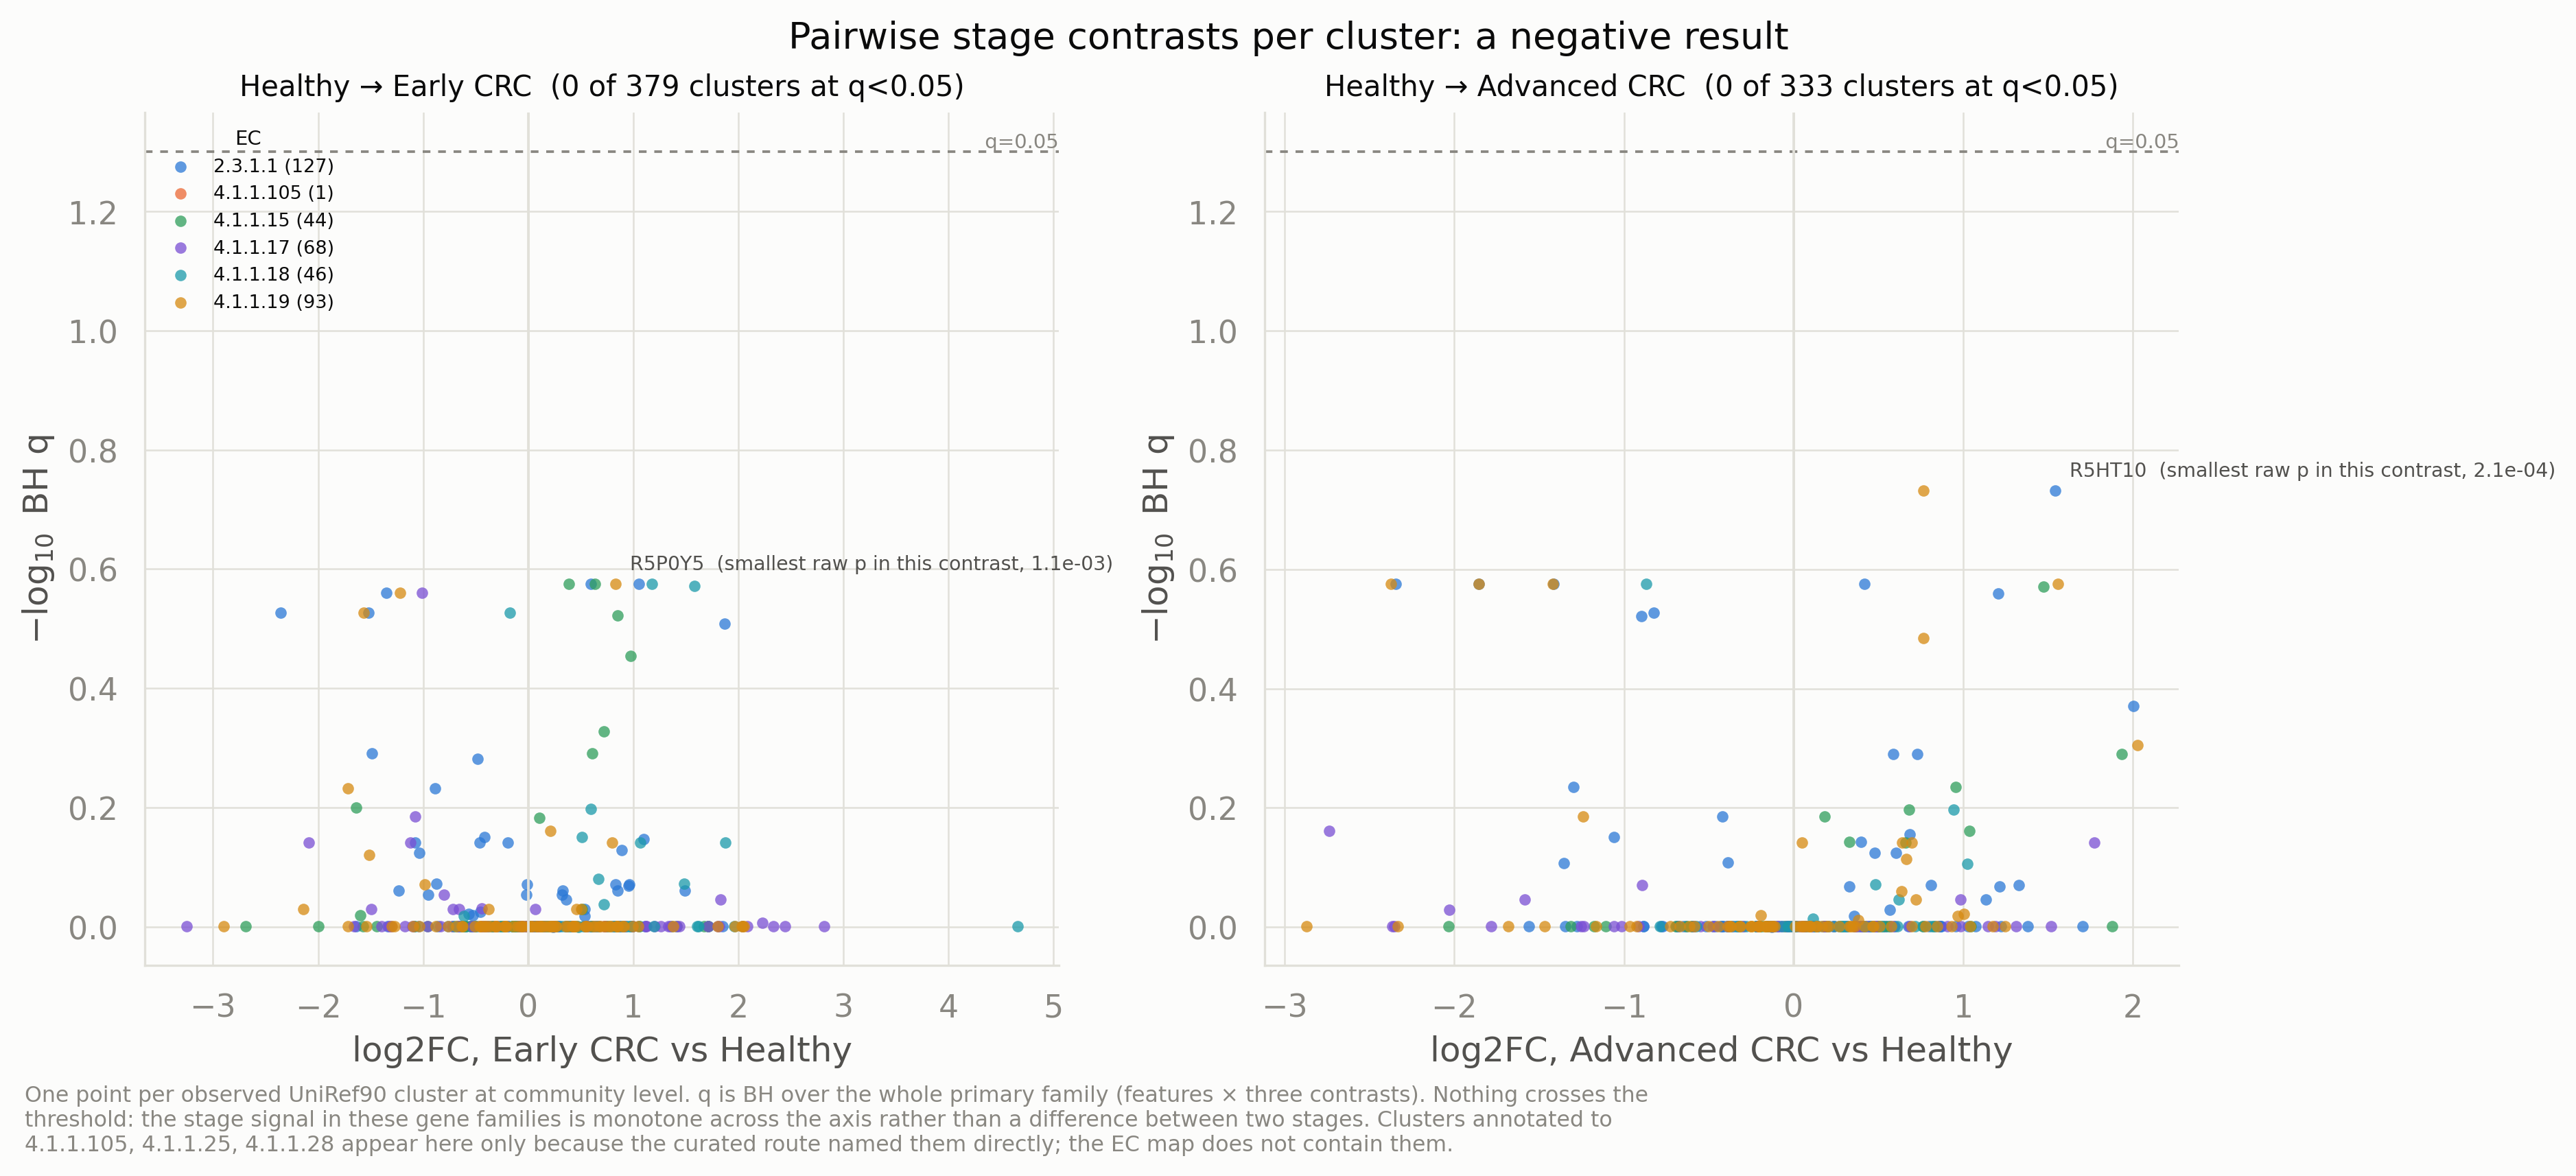 Pairwise stage contrasts per cluster: a negative result
Healthy → Early CRC  (0 of 379 clusters at q<0.05)
EC
2.3.1.1 (127)
4.1.1.105 (1)
4.1.1.15 (44)
4.1.1.17 (68)
4.1.1.18 (46)
4.1.1.19 (93)
q=0.05
R5P0Y5  (smallest raw p in this contrast, 1.1e-03)
1.2
1.0
0.8
0.6
0.4
0.2
0.0
−log10 BH q
−3 −2 −1 0 1 2 3 4 5
log2FC, Early CRC vs Healthy
Healthy → Advanced CRC  (0 of 333 clusters at q<0.05)
q=0.05
R5HT10  (smallest raw p in this contrast, 2.1e-04)
1.2
1.0
0.8
0.6
0.4
0.2
0.0
−log10 BH q
−3 −2 −1 0 1 2
log2FC, Advanced CRC vs Healthy
One point per observed UniRef90 cluster at community level. q is BH over the whole primary family (features × three contrasts). Nothing crosses the
threshold: the stage signal in these gene families is monotone across the axis rather than a difference between two stages. Clusters annotated to
4.1.1.105, 4.1.1.25, 4.1.1.28 appear here only because the curated route named them directly; the EC map does not contain them.